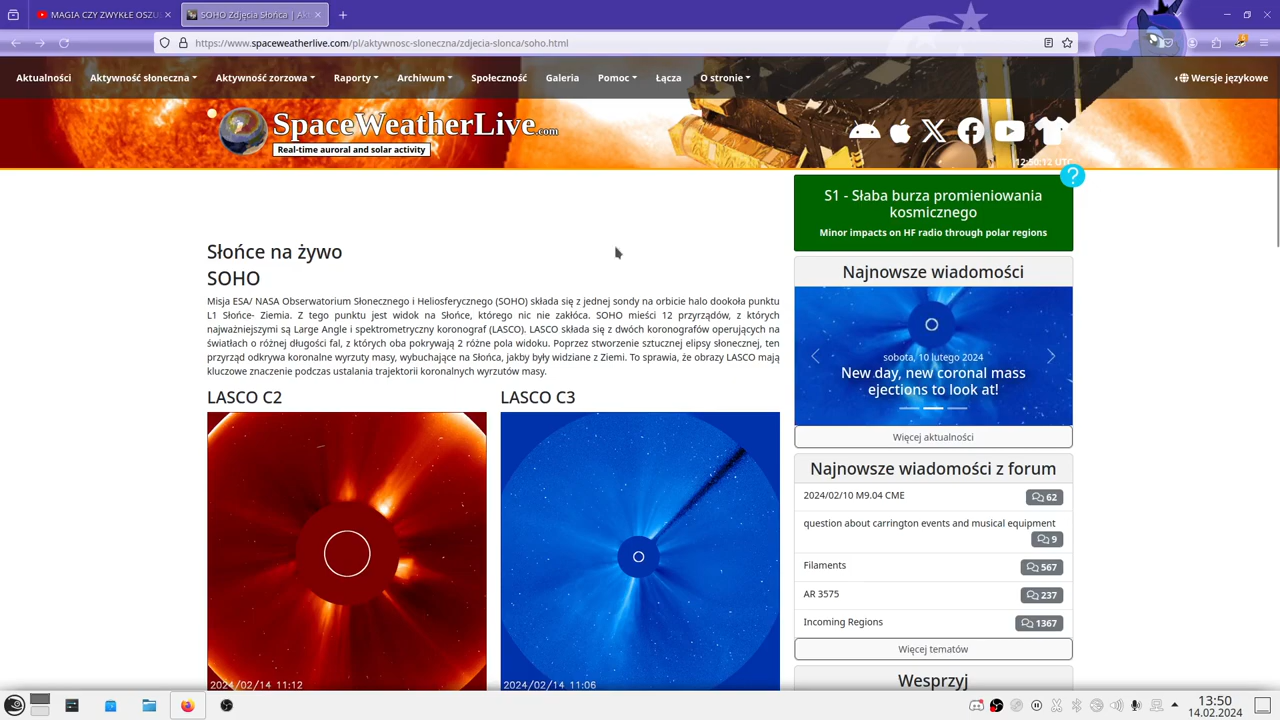 MAGIA CZY ZWYKŁE OSZU
SOHO Zdjęcia Słońca | Akt
https://www.spaceweatherlive.com/pl/aktywnosc-sloneczna/zdjecia-slonca/soho.html
Aktualności Aktywność słoneczna Aktywność zorzowa Raporty Archiwum Społeczność Galeria Pomoc Łącza O stronie Wersje językowe
SpaceWeatherLive.com
Real-time auroral and solar activity
12:50:12 UTC
?
S1 - Słaba burza promieniowania
kosmicznego
Minor impacts on HF radio through polar regions
Słońce na żywo
SOHO
Misja ESA/ NASA Obserwatorium Słonecznego i Heliosferycznego (SOHO) składa się z jednej sondy na orbicie halo dookoła punktu
L1 Słońce- Ziemia. Z tego punktu jest widok na Słońce, którego nic nie zakłóca. SOHO mieści 12 przyrządów, z których
najważniejszymi są Large Angle i spektrometryczny koronograf (LASCO). LASCO składa się z dwóch koronografów operujących na
światłach o różnej długości fal, z których oba pokrywają 2 różne pola widoku. Poprzez stworzenie sztucznej elipsy słonecznej, ten
przyrząd odkrywa koronalne wyrzuty masy, wybuchające na Słońca, jakby były widziane z Ziemi. To sprawia, że obrazy LASCO mają
kluczowe znaczenie podczas ustalania trajektorii koronalnych wyrzutów masy.
LASCO C2
2024/02/14 11:12
LASCO C3
2024/02/14 11:06
Najnowsze wiadomości
sobota, 10 lutego 2024
New day, new coronal mass
ejections to look at!
Więcej aktualności
Najnowsze wiadomości z forum
2024/02/10 M9.04 CME 62
question about carrington events and musical equipment
9
Filaments 567
AR 3575 237
Incoming Regions 1367
Więcej tematów
Wesprzyj
13:50
14.02.2024